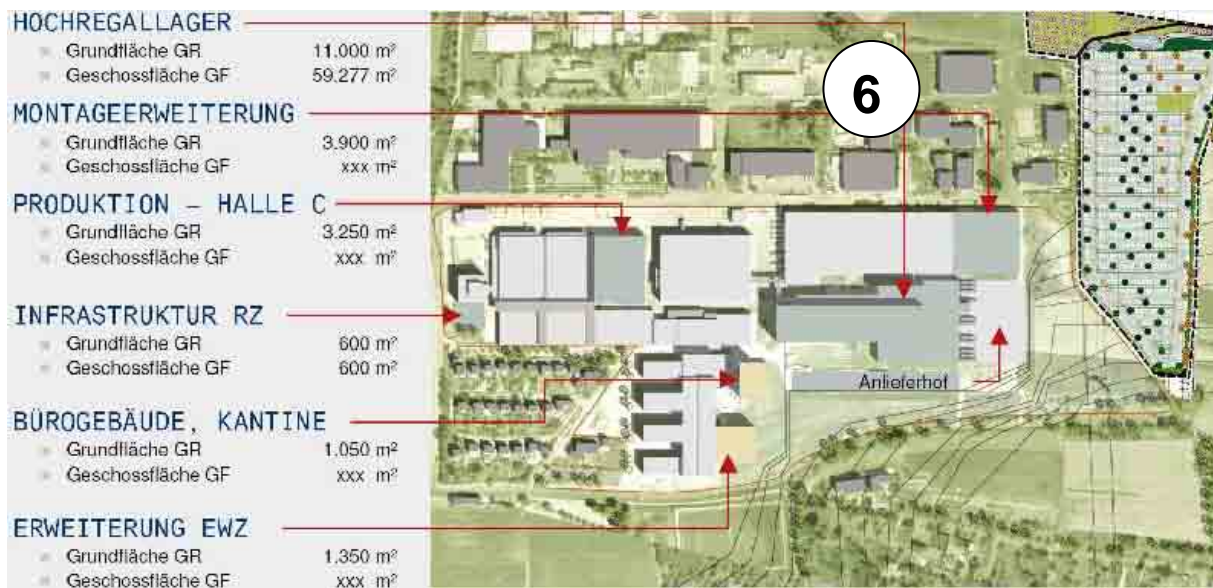 HOCHREGALLAGER
Grundfläche GR 11.000 m²
Geschossfläche GF 59.277 m²
MONTAGEERWEITERUNG
Grundfläche GR 3.900 m²
Geschossfläche GF xxx m²
PRODUKTION – HALLE C
Grundfläche GR 3.250 m²
Geschossfläche GF xxx m²
INFRASTRUKTUR RZ
Grundfläche GR 600 m²
Geschossfläche GF 600 m²
BÜROGEBÄUDE, KANTINE
Grundfläche GR 1.050 m²
Geschossfläche GF xxx m²
ERWEITERUNG EWZ
Grundfläche GR 1.350 m²
Geschossfläche GF xxx m²
6
Anlieferhof